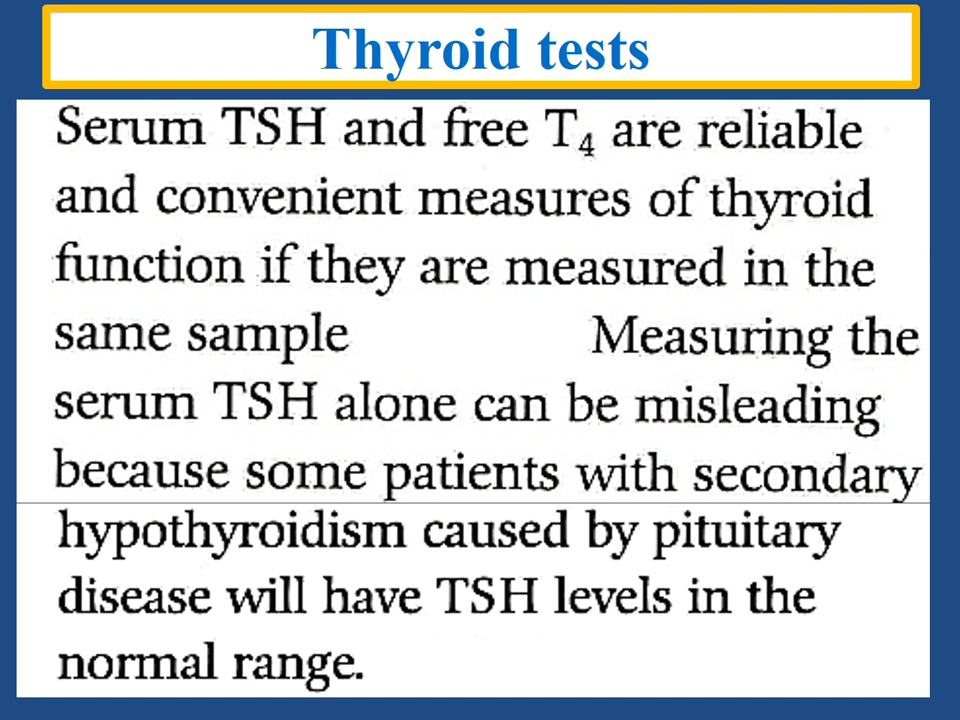 Thyroid tests
Serum TSH and free T₄ are reliable
and convenient measures of thyroid
function if they are measured in the
same sample Measuring the
serum TSH alone can be misleading
because some patients with secondary
hypothyroidism caused by pituitary
disease will have TSH levels in the
normal range.